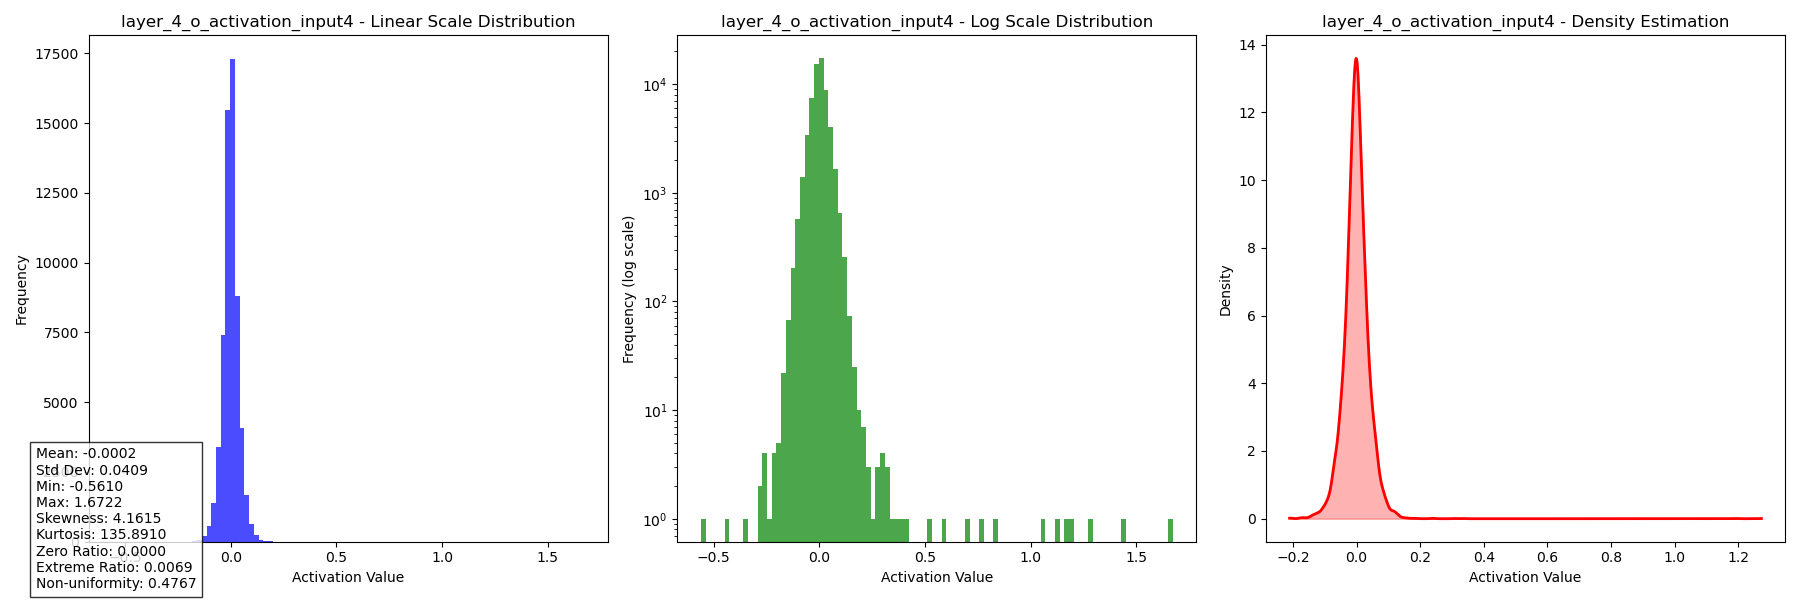 layer_4_o_activation_input4 - Linear Scale Distribution
17500
15000
12500
10000
7500
5000
Frequency
0.0
0.5
1.0
1.5
Activation Value
Mean: -0.0002
Std Dev: 0.0409
Min: -0.5610
Max: 1.6722
Skewness: 4.1615
Kurtosis: 135.8910
Zero Ratio: 0.0000
Extreme Ratio: 0.0069
Non-uniformity: 0.4767
layer_4_o_activation_input4 - Log Scale Distribution
10⁴
10³
10²
10¹
10⁰
Frequency (log scale)
−0.5
0.0
0.5
1.0
1.5
Activation Value
layer_4_o_activation_input4 - Density Estimation
14
12
10
8
6
4
2
0
Density
−0.2
0.0
0.2
0.4
0.6
0.8
1.0
1.2
Activation Value